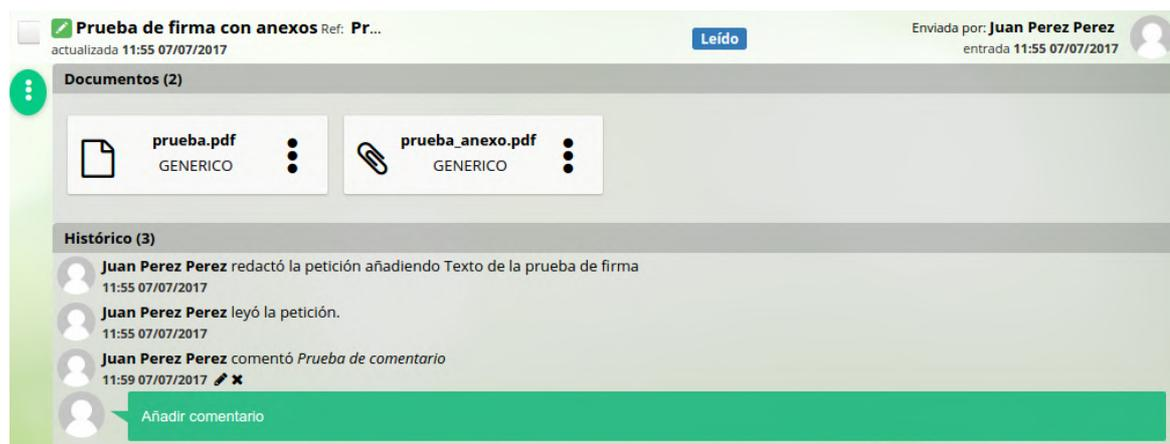 Prueba de firma con anexos Ref: Pr...
actualizada 11:55 07/07/2017
Leído
Enviada por: Juan Perez Perez
entrada 11:55 07/07/2017
Documentos (2)
prueba.pdf
GENERICO
prueba_anexo.pdf
GENERICO
Histórico (3)
Juan Perez Perez redactó la petición añadiendo Texto de la prueba de firma
11:55 07/07/2017
Juan Perez Perez leyó la petición.
11:55 07/07/2017
Juan Perez Perez comentó Prueba de comentario
11:59 07/07/2017
Añadir comentario